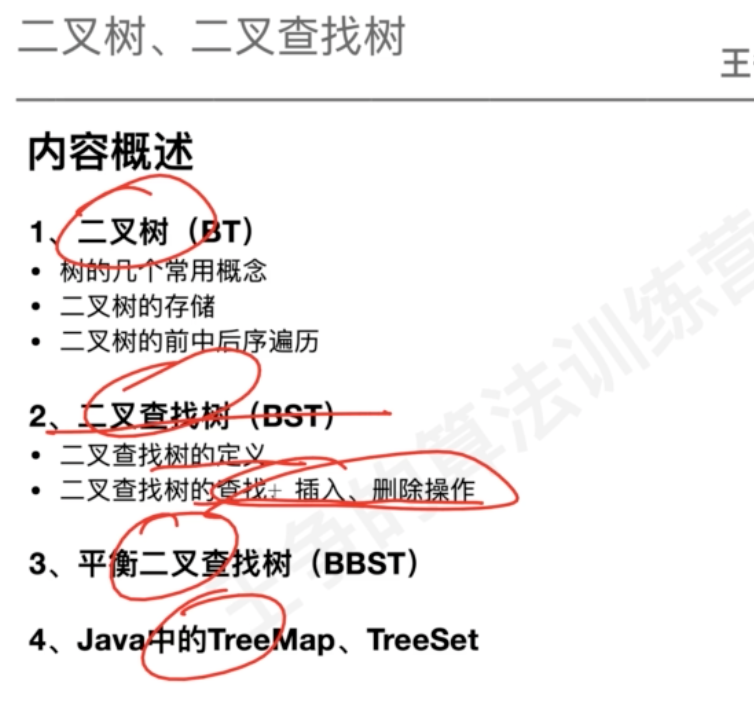 二叉树、二叉查找树
王
内容概述
1、二叉树（BT）
• 树的几个常用概念
• 二叉树的存储
• 二叉树的前中后序遍历
2、二叉查找树（BST）
• 二叉查找树的定义
• 二叉查找树的查找、插入、删除操作
3、平衡二叉查找树（BBST）
4、Java中的TreeMap、TreeSet
王争的算法训练营